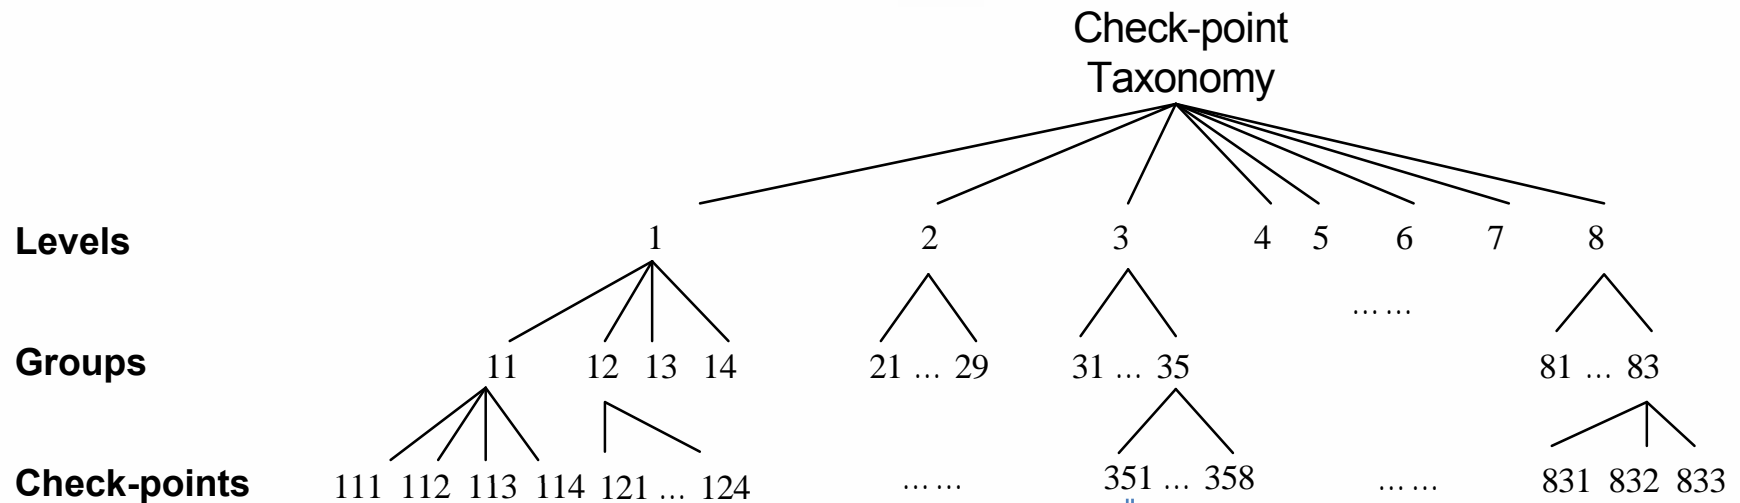 Check-point
Taxonomy
Levels 1 2 3 4 5 6 7 8
... ...
Groups 11 12 13 14 21 ... 29 31 ... 35 81 ... 83
Check-points 111 112 113 114 121 ... 124 ... ... 351 ... 358 ... ... 831 832 833